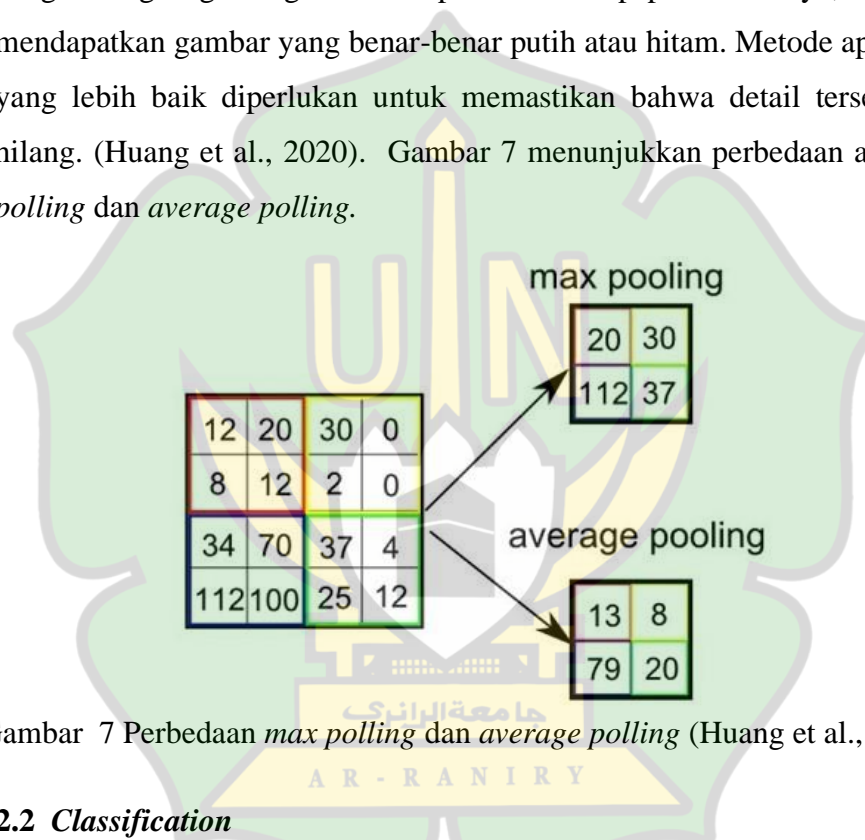 mendapatkan gambar yang benar-benar putih atau hitam. Metode ap
yang lebih baik diperlukan untuk memastikan bahwa detail terse
hilang. (Huang et al., 2020). Gambar 7 menunjukkan perbedaan a
polling dan average polling.
UIN
max pooling
20 30
112 37
12 20 30 0
8 12 2 0
34 70 37 4
112 100 25 12
average pooling
13 8
79 20
جامعة الرانري
Gambar 7 Perbedaan max polling dan average polling (Huang et al.,
AR-RANIRY
2.2 Classification